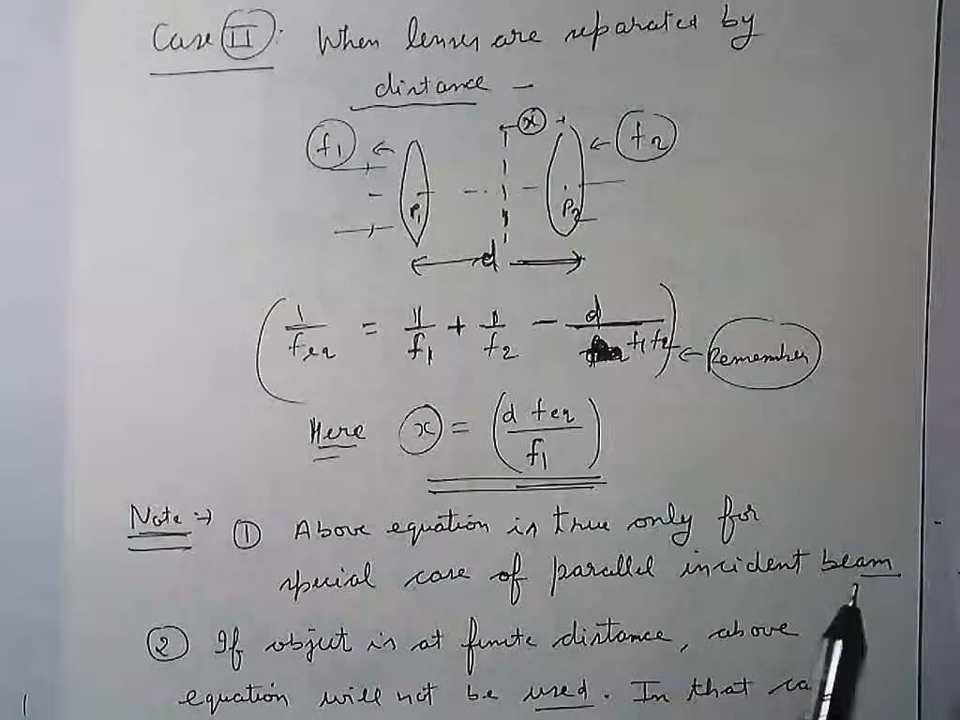 Case II: When lenses are separated by
distance -
x
f1 f2
P1 P2
d
1/feq = 1/f1 + 1/f2 - d/f1f2 Remember
Here x = (d feq / f1)
Note :→ ① Above equation is true only for
special case of parallel incident beam
② If object is at finite distance, above
equation will not be used. In that ca